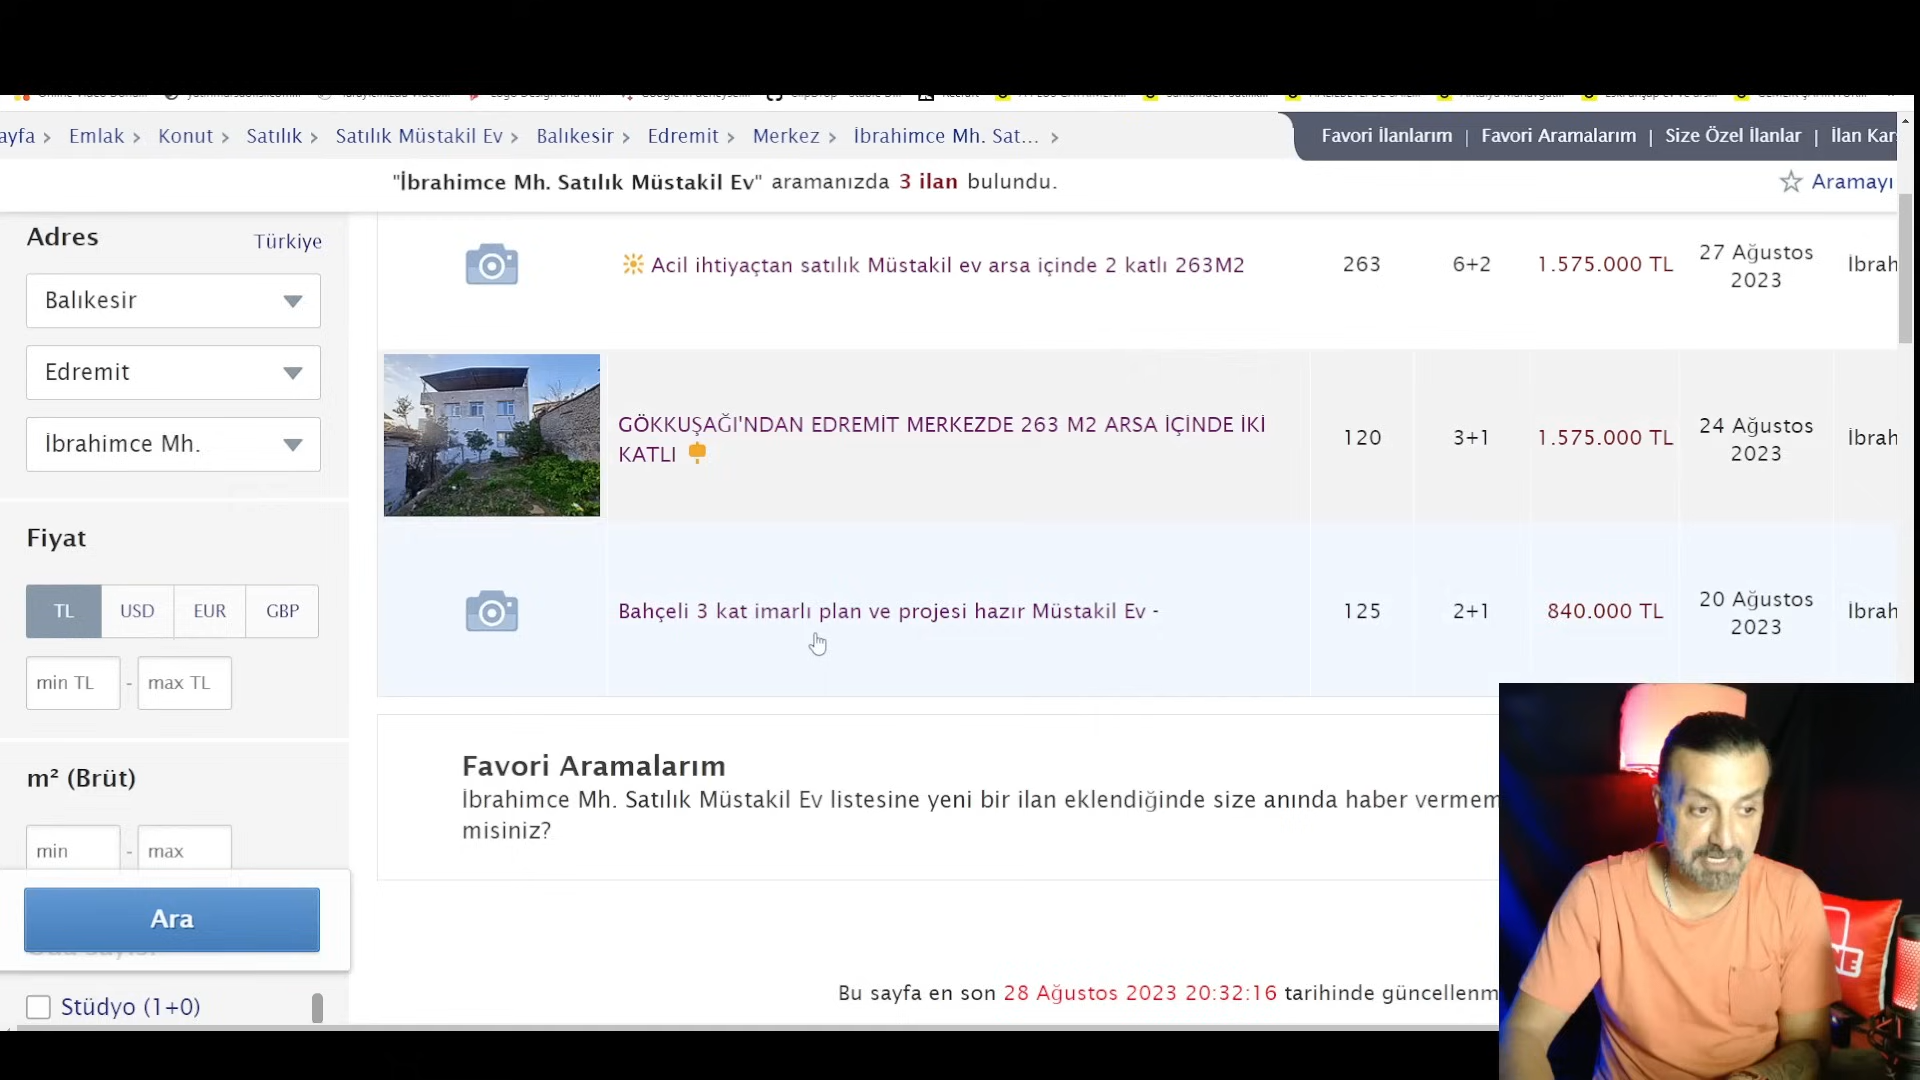 ayfa > Emlak > Konut > Satılık > Satılık Müstakil Ev > Balıkesir > Edremit > Merkez > İbrahimce Mh. Sat... >
Favori İlanlarım | Favori Aramalarım | Size Özel İlanlar | İlan Kar
"İbrahimce Mh. Satılık Müstakil Ev" aramanızda 3 ilan bulundu.
Aramayı
Adres
Türkiye
Balıkesir
Edremit
İbrahimce Mh.
Fiyat
TL USD EUR GBP
min TL - max TL
m² (Brüt)
min - max
Ara
Stüdyo (1+0)
Acil ihtiyaçtan satılık Müstakil ev arsa içinde 2 katlı 263M2
263
6+2
1.575.000 TL
27 Ağustos
2023
İbrah
GÖKKUŞAĞI'NDAN EDREMİT MERKEZDE 263 M2 ARSA İÇİNDE İKİ
KATLI
120
3+1
1.575.000 TL
24 Ağustos
2023
İbrah
Bahçeli 3 kat imarlı plan ve projesi hazır Müstakil Ev -
125
2+1
840.000 TL
20 Ağustos
2023
İbrah
Favori Aramalarım
İbrahimce Mh. Satılık Müstakil Ev listesine yeni bir ilan eklendiğinde size anında haber vermem
misiniz?
Bu sayfa en son 28 Ağustos 2023 20:32:16 tarihinde güncellenm